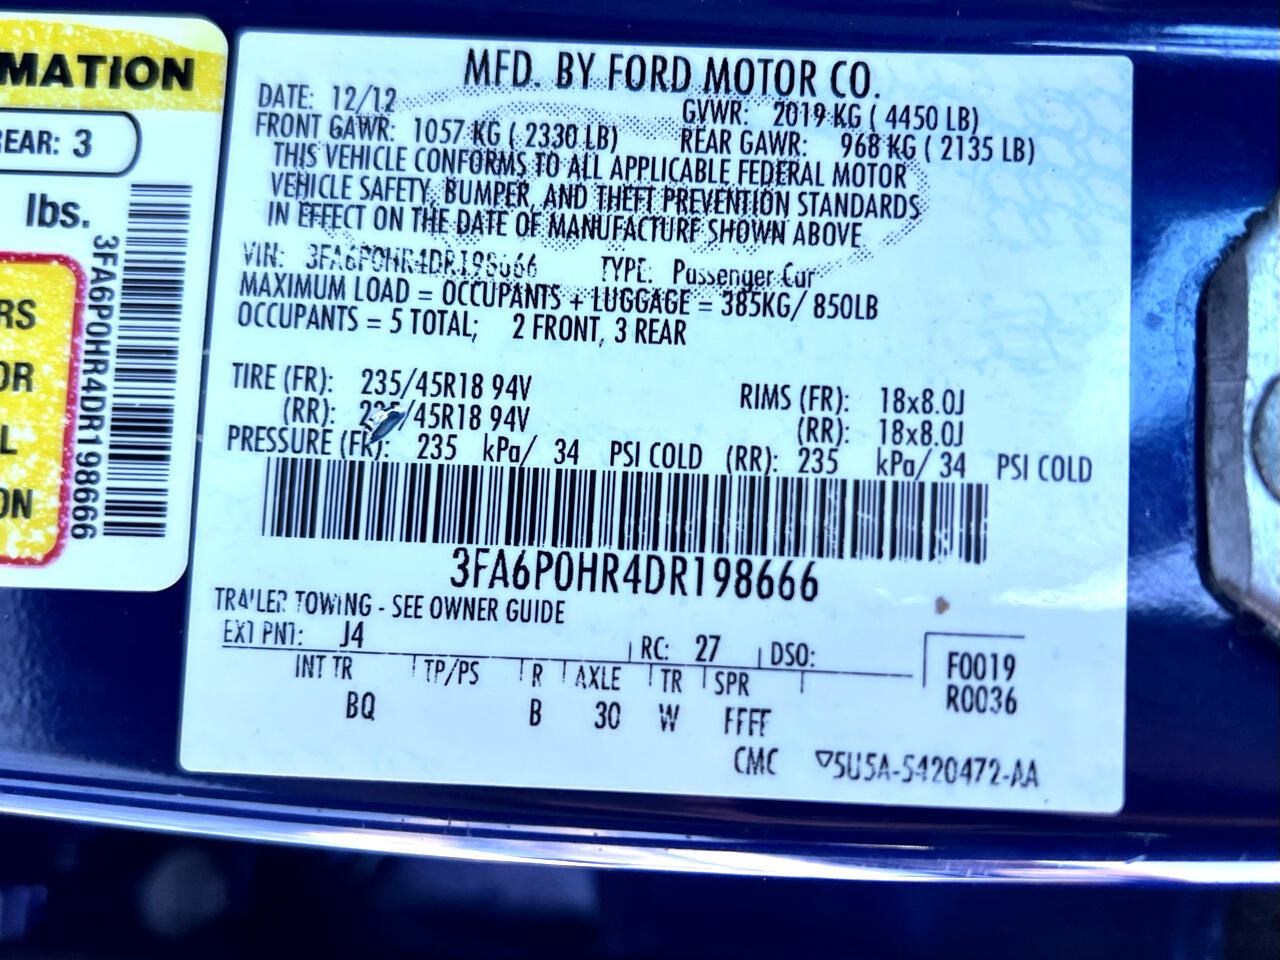 MATION
REAR: 3
lbs.
3FA6P0HR4DR198666
RS
OR
L
ON
MFD. BY FORD MOTOR CO.
DATE: 12/12 GVWR: 2019 KG ( 4450 LB)
FRONT GAWR: 1057 KG ( 2330 LB) REAR GAWR: 968 KG ( 2135 LB)
THIS VEHICLE CONFORMS TO ALL APPLICABLE FEDERAL MOTOR
VEHICLE SAFETY, BUMPER, AND THEFT PREVENTION STANDARDS
IN EFFECT ON THE DATE OF MANUFACTURE SHOWN ABOVE
VIN: 3FA6P0HR4DR198666 TYPE: Passenger Car
MAXIMUM LOAD = OCCUPANTS + LUGGAGE = 385KG/ 850LB
OCCUPANTS = 5 TOTAL; 2 FRONT, 3 REAR
TIRE (FR): 235/45R18 94V RIMS (FR): 18x8.0J
(RR): 235/45R18 94V (RR): 18x8.0J
PRESSURE (FR): 235 kPa/ 34 PSI COLD (RR): 235 kPa/ 34 PSI COLD
3FA6P0HR4DR198666
TRAILER TOWING - SEE OWNER GUIDE
EXT PNT: J4 RC: 27 DSO:
INT TR TP/PS R AXLE TR SPR F0019
BQ B 30 W FFFF R0036
CMC ▽5U5A-5420472-AA